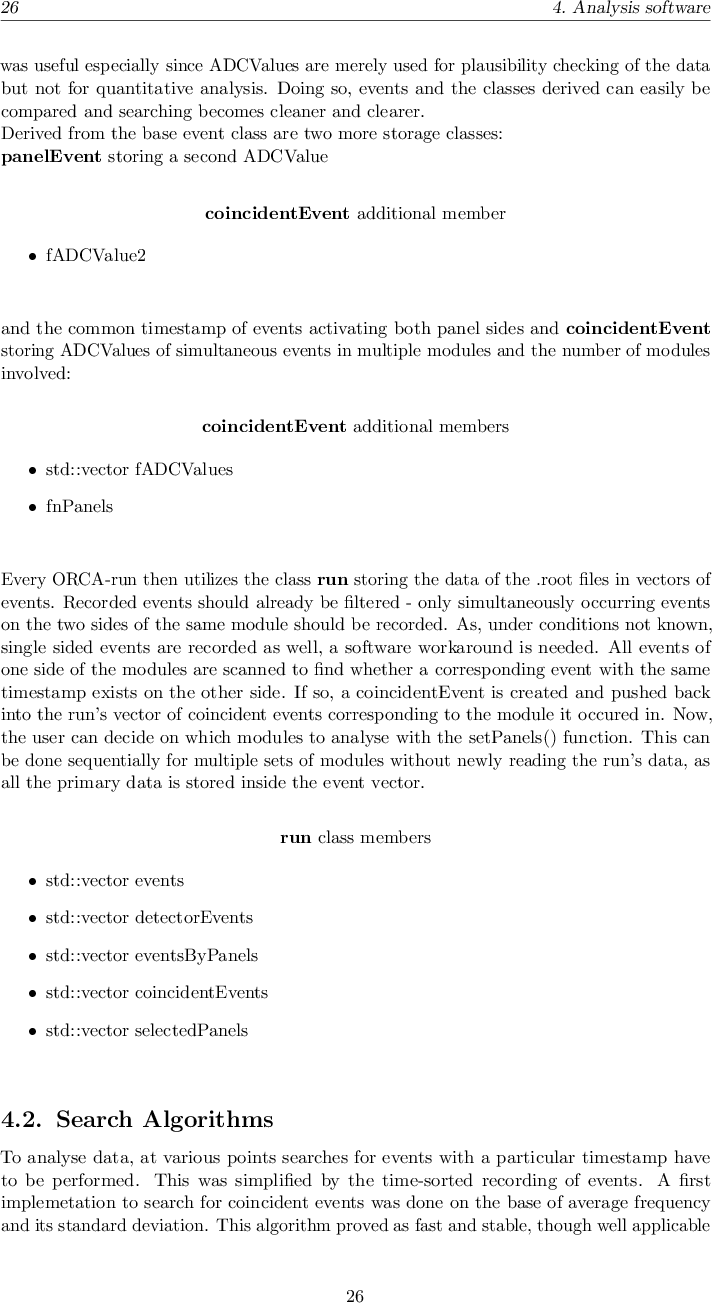 26 4. Analysis software
was useful especially since ADCValues are merely used for plausibility checking of the data
but not for quantitative analysis. Doing so, events and the classes derived can easily be
compared and searching becomes cleaner and clearer.
Derived from the base event class are two more storage classes:
panelEvent storing a second ADCValue
coincidentEvent additional member
• fADCValue2
and the common timestamp of events activating both panel sides and coincidentEvent
storing ADCValues of simultaneous events in multiple modules and the number of modules
involved:
coincidentEvent additional members
• std::vector fADCValues
• fnPanels
Every ORCA-run then utilizes the class run storing the data of the .root files in vectors of
events. Recorded events should already be filtered - only simultaneously occurring events
on the two sides of the same module should be recorded. As, under conditions not known,
single sided events are recorded as well, a software workaround is needed. All events of
one side of the modules are scanned to find whether a corresponding event with the same
timestamp exists on the other side. If so, a coincidentEvent is created and pushed back
into the run's vector of coincident events corresponding to the module it occured in. Now,
the user can decide on which modules to analyse with the setPanels() function. This can
be done sequentially for multiple sets of modules without newly reading the run's data, as
all the primary data is stored inside the event vector.
run class members
• std::vector events
• std::vector detectorEvents
• std::vector eventsByPanels
• std::vector coincidentEvents
• std::vector selectedPanels
4.2. Search Algorithms
To analyse data, at various points searches for events with a particular timestamp have
to be performed. This was simplified by the time-sorted recording of events. A first
implemetation to search for coincident events was done on the base of average frequency
and its standard deviation. This algorithm proved as fast and stable, though well applicable
26